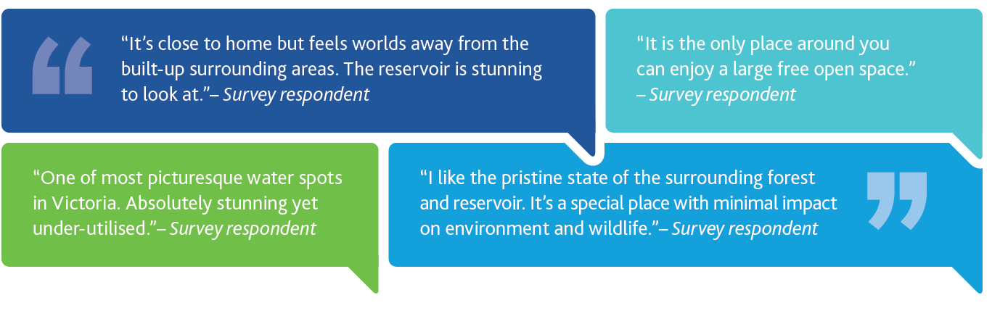 “It’s close to home but feels worlds away from the
built-up surrounding areas. The reservoir is stunning
to look at.”– Survey respondent
“It is the only place around you
can enjoy a large free open space.”
– Survey respondent
“One of most picturesque water spots
in Victoria. Absolutely stunning yet
under-utilised.”– Survey respondent
“I like the pristine state of the surrounding forest
and reservoir. It’s a special place with minimal impact
on environment and wildlife.”– Survey respondent